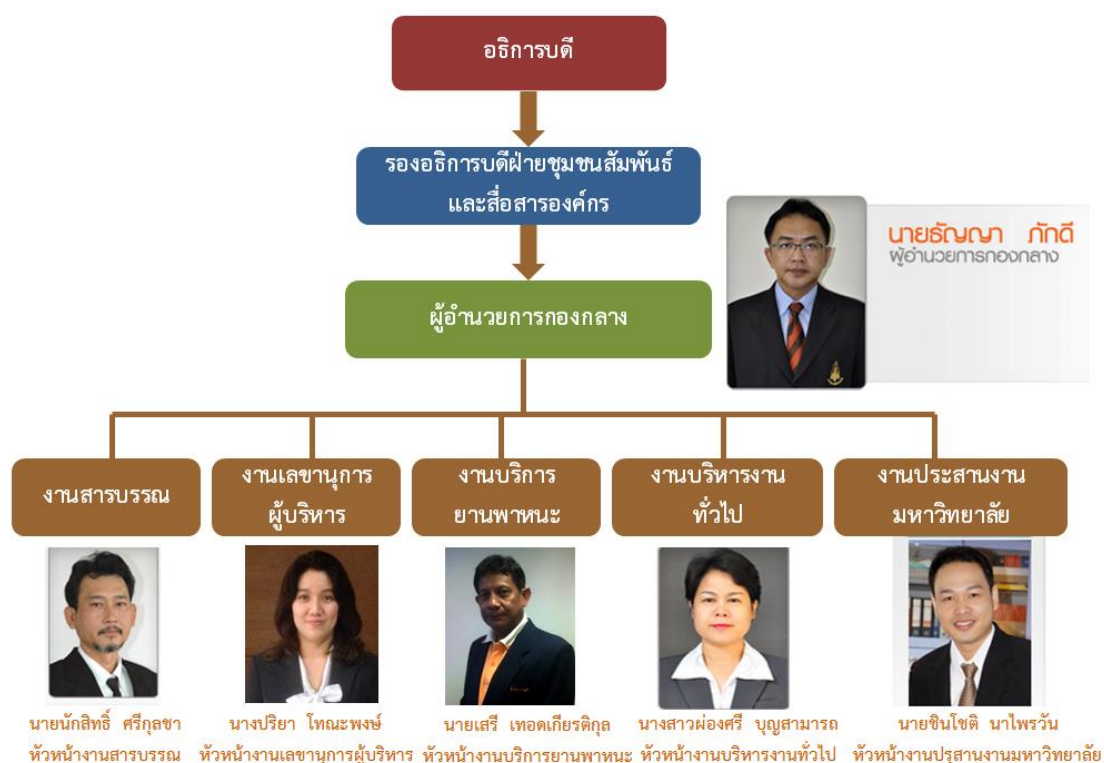 อธิการบดี
รองอธิการบดีฝ่ายชุมชนสัมพันธ์
และสื่อสารองค์กร
นายธัญญา ภักดี
ผู้อำนวยการกองกลาง
ผู้อำนวยการกองกลาง
งานสารบรรณ
งานเลขานุการ
ผู้บริหาร
งานบริการ
ยานพาหนะ
งานบริหารงาน
ทั่วไป
งานประสานงาน
มหาวิทยาลัย
นายนักสิทธิ์ ศรีกุลชา
หัวหน้างานสารบรรณ
นางปริยา โทณะพงษ์
หัวหน้างานเลขานุการผู้บริหาร
นายเสรี เทอดเกียรติกุล
หัวหน้างานบริการยานพาหนะ
นางสาวผ่องศรี บุญสามารถ
หัวหน้างานบริหารงานทั่วไป
นายชินโชติ นาไพรวัน
หัวหน้างานประสานงานมหาวิทยาลัย